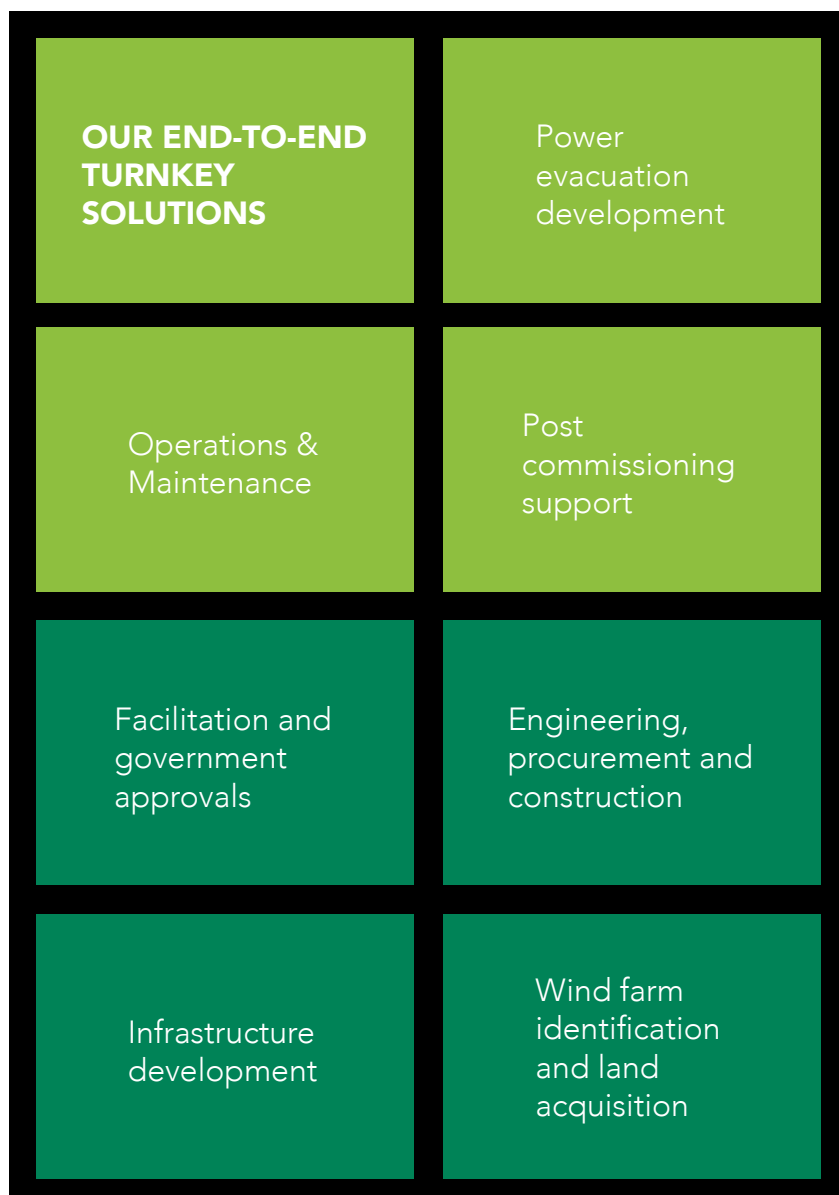 OUR END-TO-END
TURNKEY
SOLUTIONS
Power
evacuation
development
Operations &
Maintenance
Post
commissioning
support
Facilitation and
government
approvals
Engineering,
procurement and
construction
Infrastructure
development
Wind farm
identification
and land
acquisition